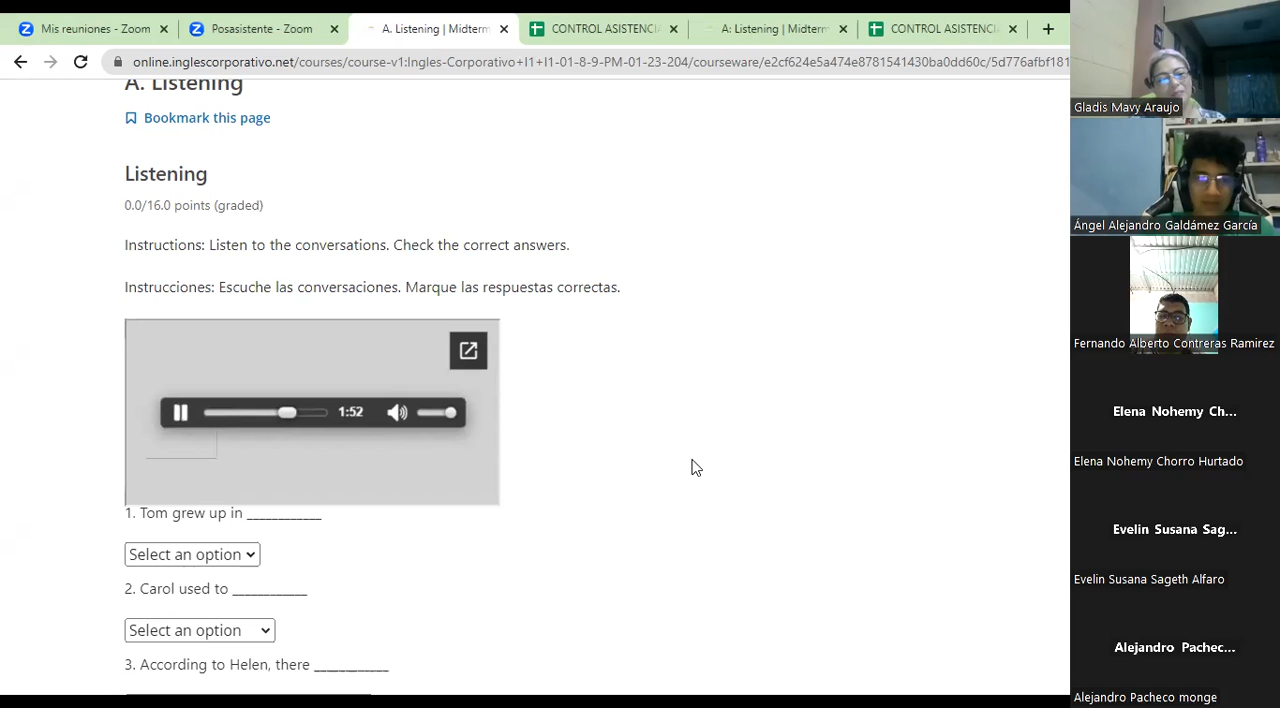 Mis reuniones - Zoom
Posasistente - Zoom
A. Listening | Midterm
CONTROL ASISTENCIA
A: Listening | Midterm
CONTROL ASISTENCIA
online.inglescorporativo.net/courses/course-v1:Ingles-Corporativo+I1+I1-01-8-9-PM-01-23-204/courseware/e2cf624e5a474e8781541430ba0dd60c/5d776afbf181
A. Listening
Bookmark this page
Listening
0.0/16.0 points (graded)
Instructions: Listen to the conversations. Check the correct answers.
Instrucciones: Escuche las conversaciones. Marque las respuestas correctas.
1:52
1. Tom grew up in ____________
Select an option
2. Carol used to ____________
Select an option
3. According to Helen, there ____________
Gladis Mavy Araujo
Ángel Alejandro Galdámez García
Fernando Alberto Contreras Ramirez
Elena Nohemy Ch...
Elena Nohemy Chorro Hurtado
Evelin Susana Sag...
Evelin Susana Sageth Alfaro
Alejandro Pachec...
Alejandro Pacheco monge